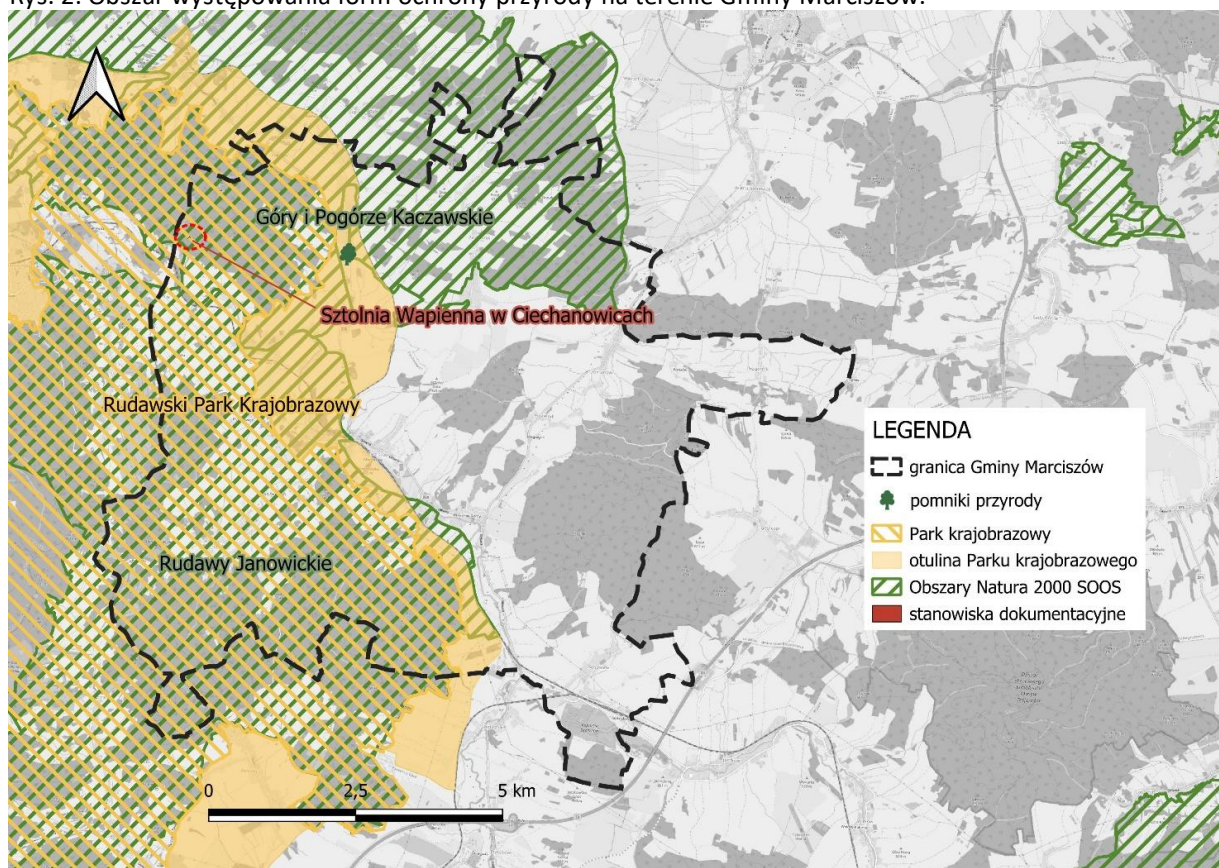 Rys. 2. Obszar występowania form ochrony przyrody na terenie Gminy Marciszów.
Góry i Pogórze Kaczawskie
Sztolnia Wapienna w Ciechanowicach
Rudawski Park Krajobrazowy
LEGENDA
granica Gminy Marciszów
pomniki przyrody
Park krajobrazowy
otulina Parku krajobrazowego
Obszary Natura 2000 SOOS
stanowiska dokumentacyjne
Rudawy Janowickie
0 2,5 5 km